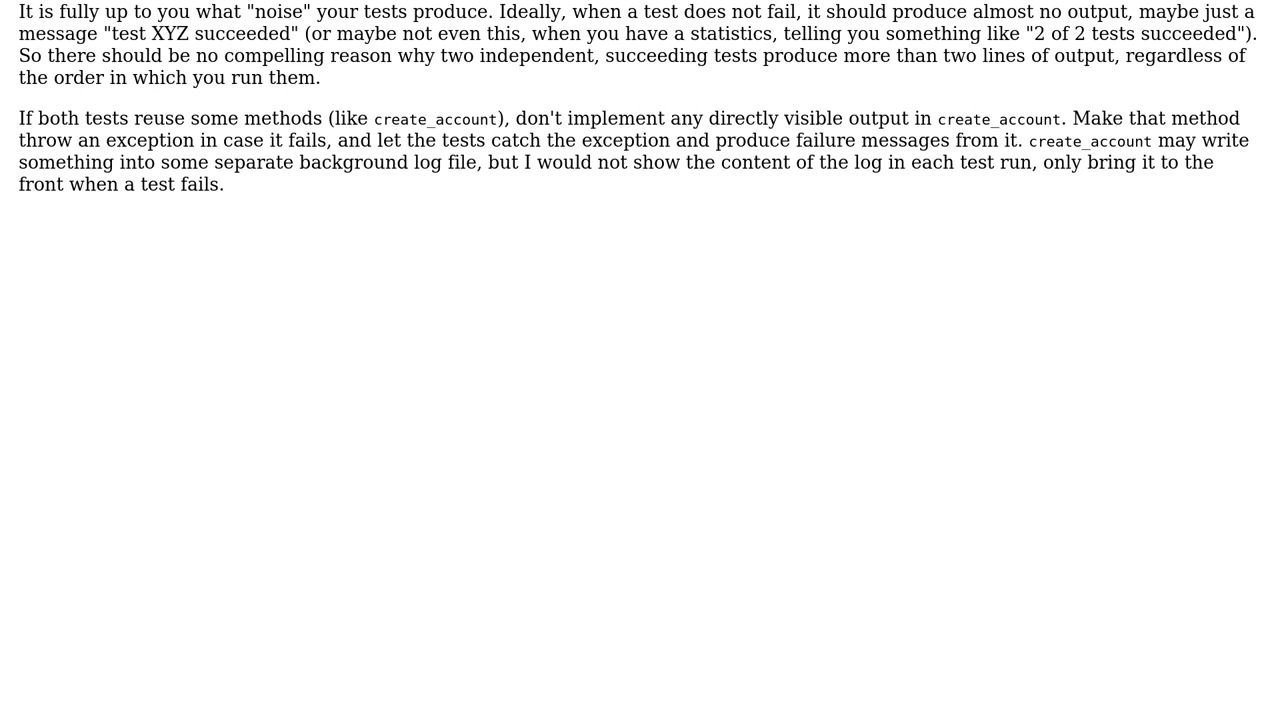 It is fully up to you what "noise" your tests produce. Ideally, when a test does not fail, it should produce almost no output, maybe just a
message "test XYZ succeeded" (or maybe not even this, when you have a statistics, telling you something like "2 of 2 tests succeeded").
So there should be no compelling reason why two independent, succeeding tests produce more than two lines of output, regardless of
the order in which you run them.
If both tests reuse some methods (like create_account), don't implement any directly visible output in create_account. Make that method
throw an exception in case it fails, and let the tests catch the exception and produce failure messages from it. create_account may write
something into some separate background log file, but I would not show the content of the log in each test run, only bring it to the
front when a test fails.